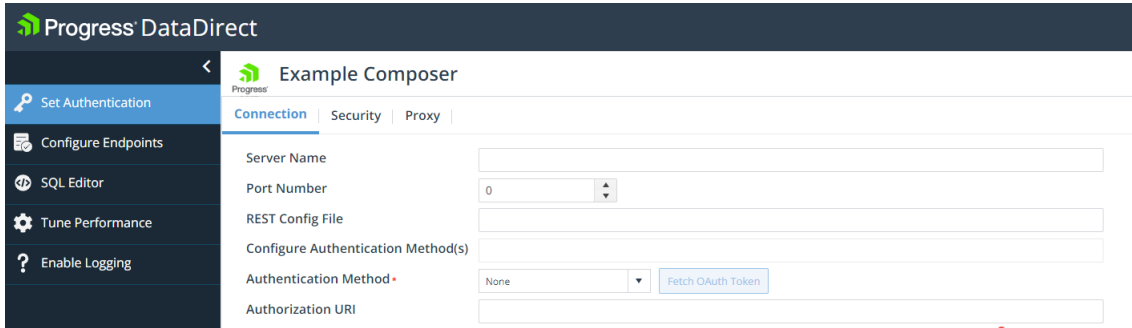 Progress® DataDirect
Progress®
Example Composer
Set Authentication
Configure Endpoints
SQL Editor
Tune Performance
Enable Logging
Connection
Security
Proxy
Server Name
Port Number
0
REST Config File
Configure Authentication Method(s)
Authentication Method•
None
Fetch OAuth Token
Authorization URI